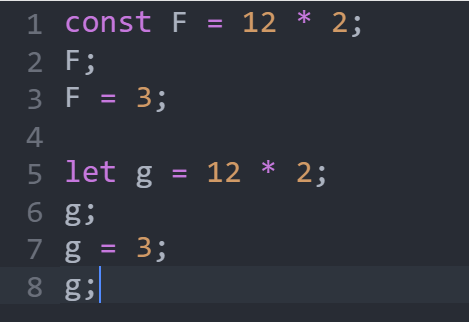 1 const F = 12 * 2;
2 F;
3 F = 3;
4
5 let g = 12 * 2;
6 g;
7 g = 3;
8 g;